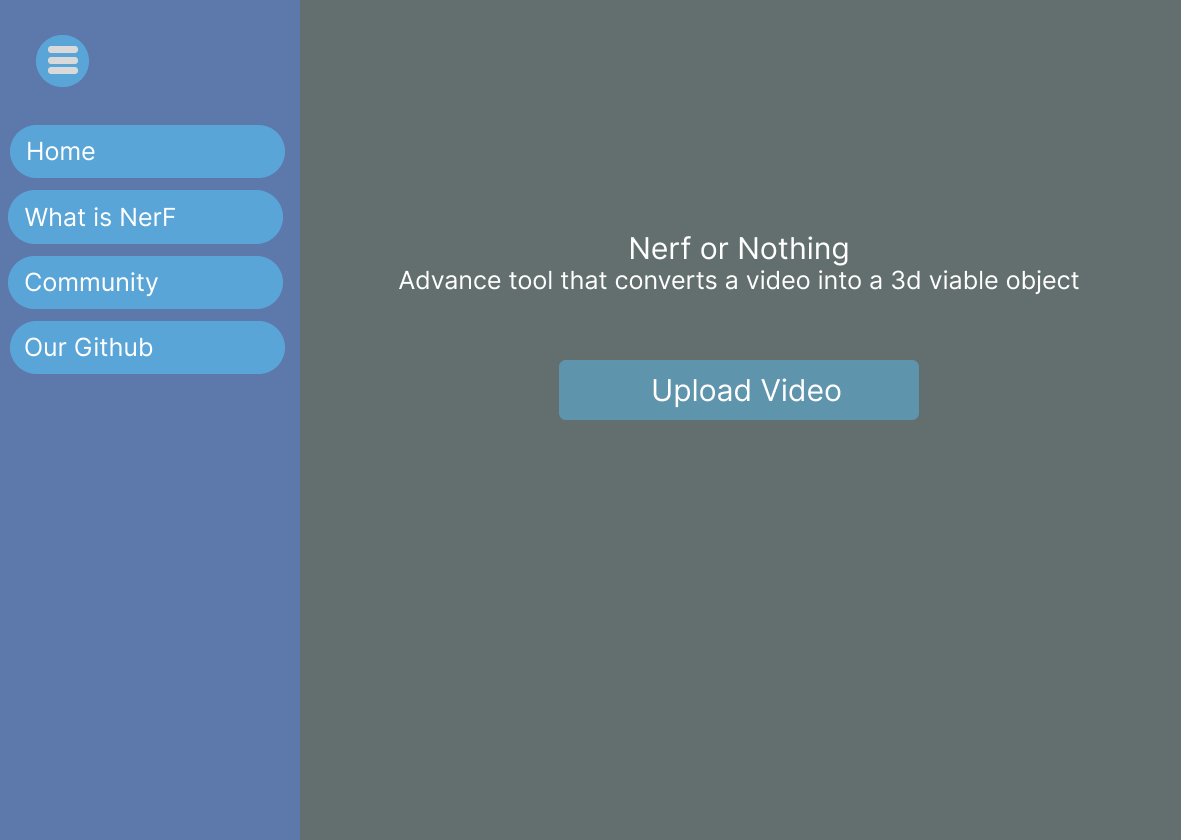 Home
What is NerF
Community
Our Github
Nerf or Nothing
Advance tool that converts a video into a 3d viable object
Upload Video